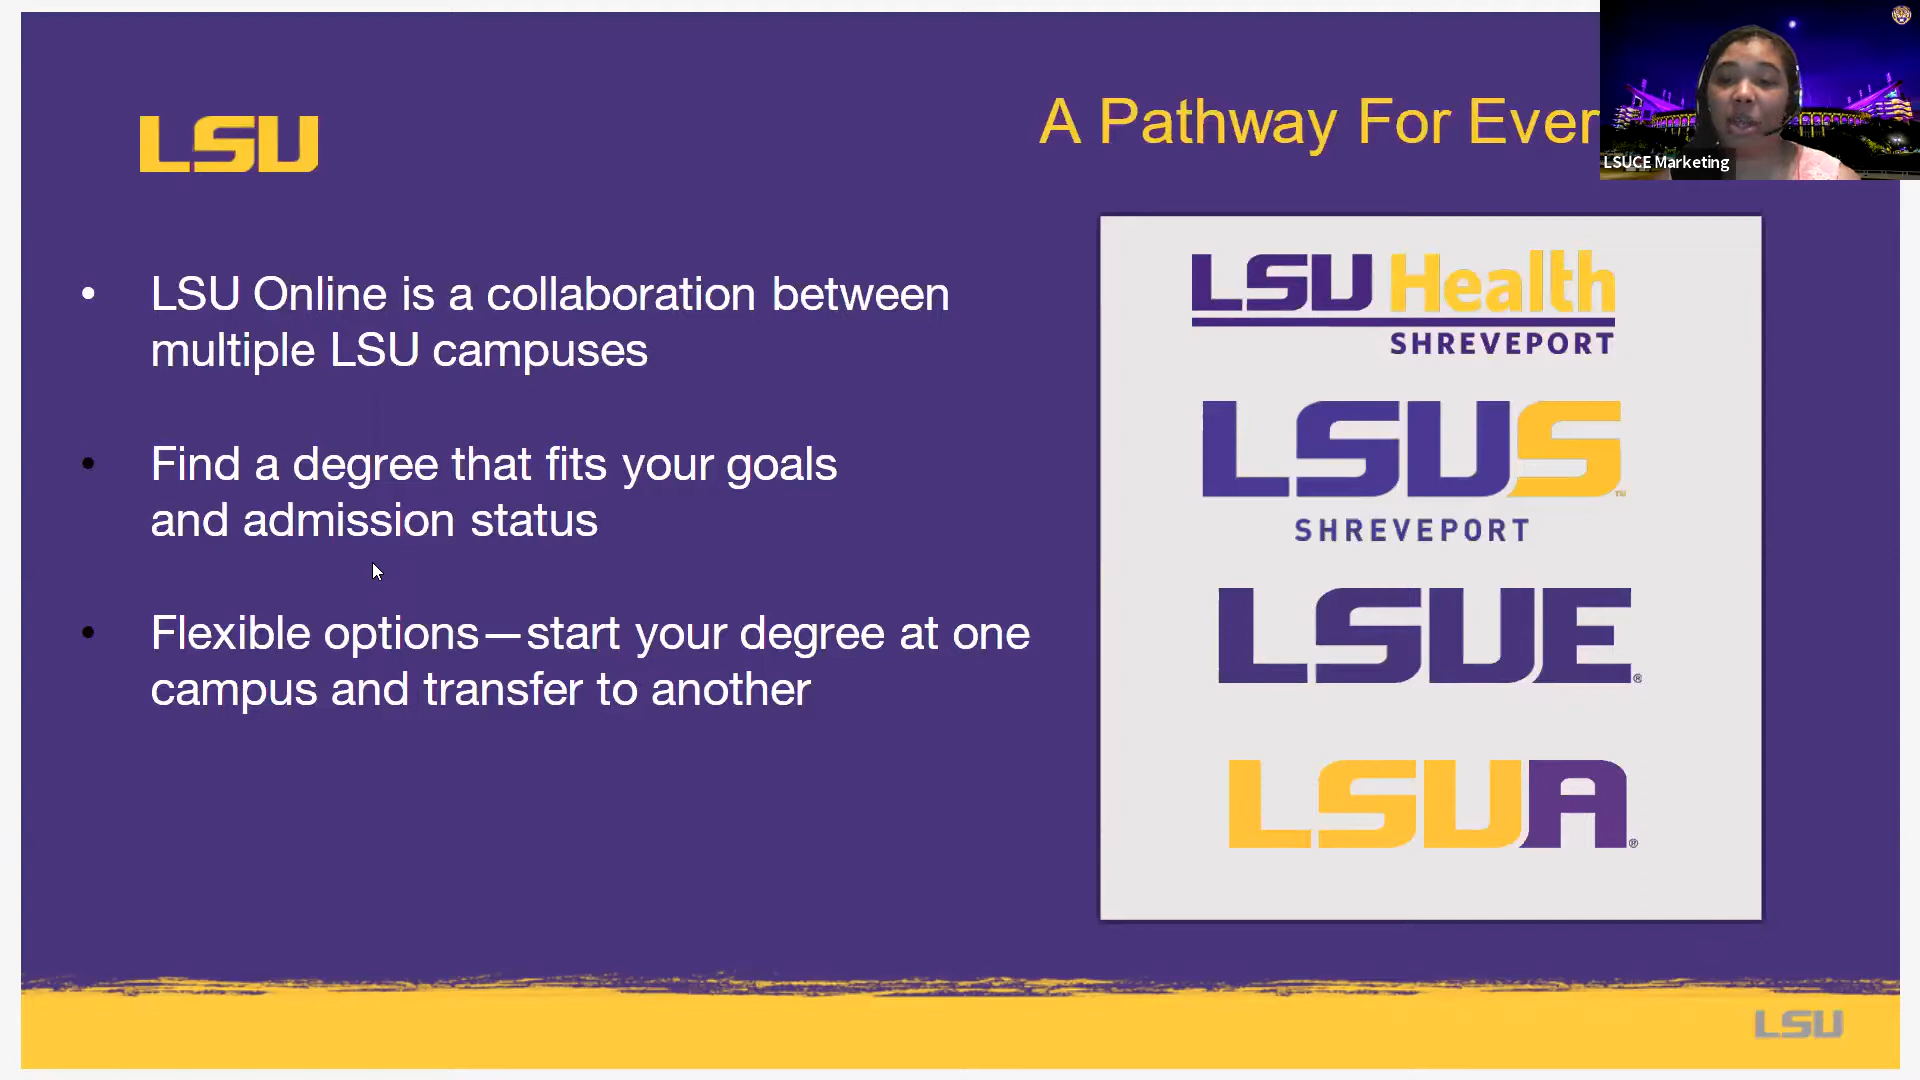 LSU
A Pathway For Ever
LSUCE Marketing
• LSU Online is a collaboration between
multiple LSU campuses
• Find a degree that fits your goals
and admission status
• Flexible options—start your degree at one
campus and transfer to another
LSU Health
SHREVEPORT
LSUS™
SHREVEPORT
LSUE®
LSUA®
LSU